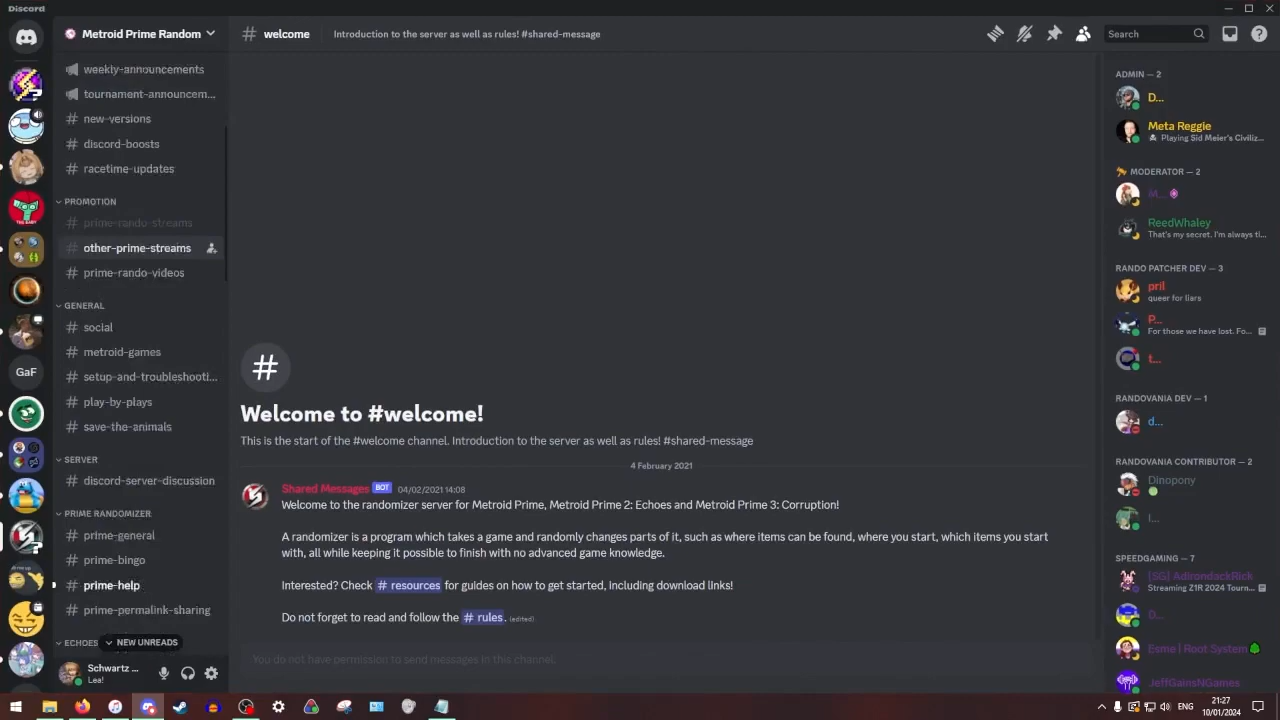 Discord
Metroid Prime Random
weekly-announcements
tournament-announcem...
new-versions
discord-boosts
racetime-updates
PROMOTION
prime-rando-streams
other-prime-streams
prime-rando-videos
GENERAL
social
metroid-games
setup-and-troubleshooti...
play-by-plays
save-the-animals
SERVER
discord-server-discussion
PRIME RANDOMIZER
prime-general
prime-bingo
prime-help
prime-permalink-sharing
ECHOES
NEW UNREADS
GaF
Schwartz ...
Lea!
# welcome
Introduction to the server as well as rules! #shared-message
Search
#
Welcome to #welcome!
This is the start of the #welcome channel. Introduction to the server as well as rules! #shared-message
4 February 2021
Shared Messages BOT 04/02/2021 14:08
Welcome to the randomizer server for Metroid Prime, Metroid Prime 2: Echoes and Metroid Prime 3: Corruption!
A randomizer is a program which takes a game and randomly changes parts of it, such as where items can be found, where you start, which items you start
with, all while keeping it possible to finish with no advanced game knowledge.
Interested? Check # resources for guides on how to get started, including download links!
Do not forget to read and follow the # rules. (edited)
You do not have permission to send messages in this channel.
ADMIN — 2
D...
Meta Reggie
Playing Sid Meier's Civiliz...
MODERATOR — 2
M...
ReedWhaley
That's my secret. I'm always ti...
RANDO PATCHER DEV — 3
pril
queer for liars
P...
For those we have lost. Fo...
t...
RANDOVANIA DEV — 1
d...
RANDOVANIA CONTRIBUTOR — 2
Dinopony
I...
SPEEDGAMING — 7
[SG] AdirondackRick
Streaming Z1R 2024 Tourn...
D...
Esme | Root System
JeffGainsNGames
21:27
10/01/2024